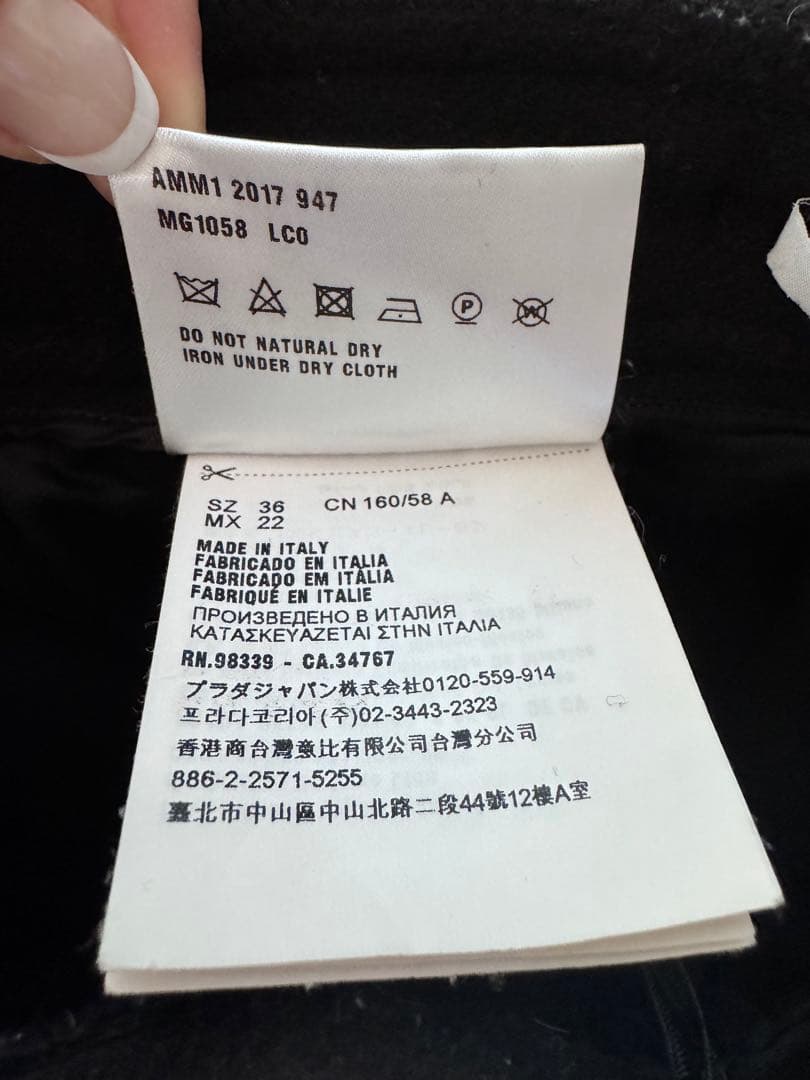 AMM1 2017 947
MG1058 LC0
P
W
DO NOT NATURAL DRY
IRON UNDER DRY CLOTH
SZ 36 CN 160/58 A
MX 22
MADE IN ITALY
FABRICADO EN ITALIA
FABRICADO EM ITÀLIA
FABRIQUÉ EN ITALIE
ПРОИЗВЕДЕНО В ИТАЛИЯ
ΚΑΤΑΣΚΕΥΑΖΕΤΑΙ ΣΤΗΝ ΙΤΑΛΙΑ
RN.98339 - CA.34767
プラダジャパン株式会社0120-559-914
프라다코리아(주)02-3443-2323
香港商台灣意比有限公司台灣分公司
886-2-2571-5255
臺北市中山區中山北路二段44號12樓A室